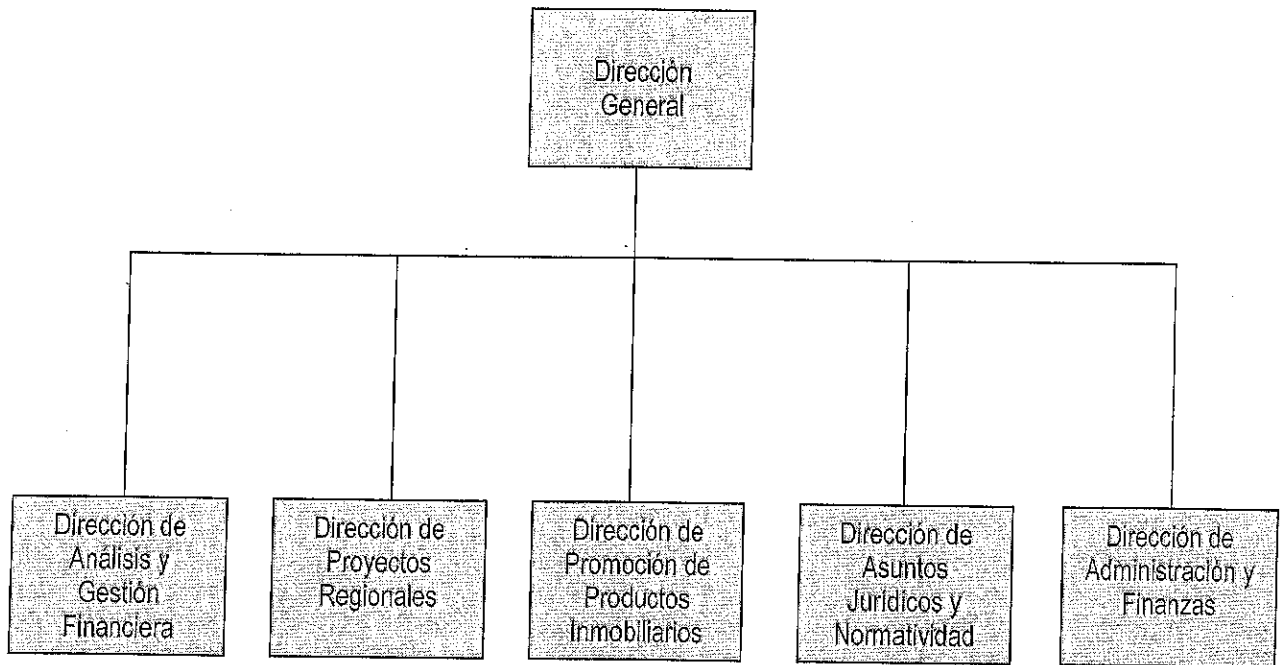 Dirección
General
Dirección de
Análisis y
Gestión
Financiera
Dirección de
Proyectos
Regionales
Dirección de
Promoción de
Productos
Inmobiliarios
Dirección de
Asuntos
Jurídicos y
Normatividad
Dirección de
Administración y
Finanzas